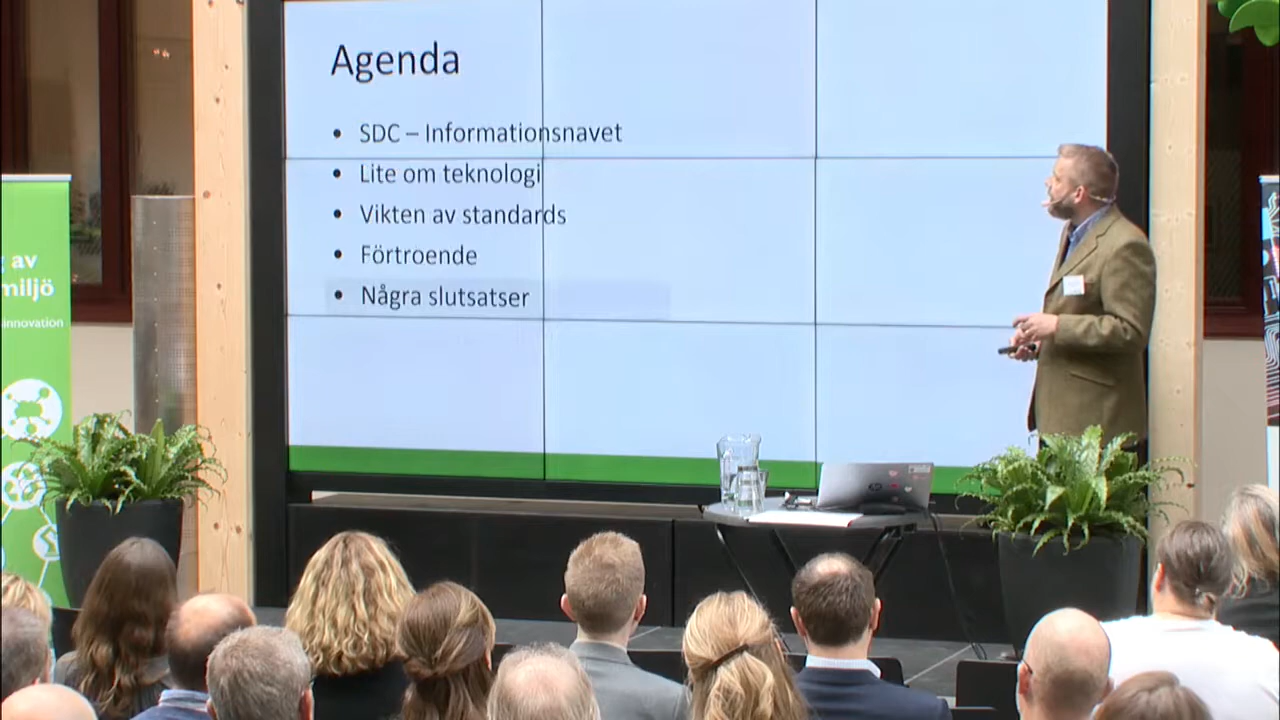 Agenda
• SDC – Informationsnavet
• Lite om teknologi
• Vikten av standards
• Förtroende
• Några slutsatser
av
miljö
innovation